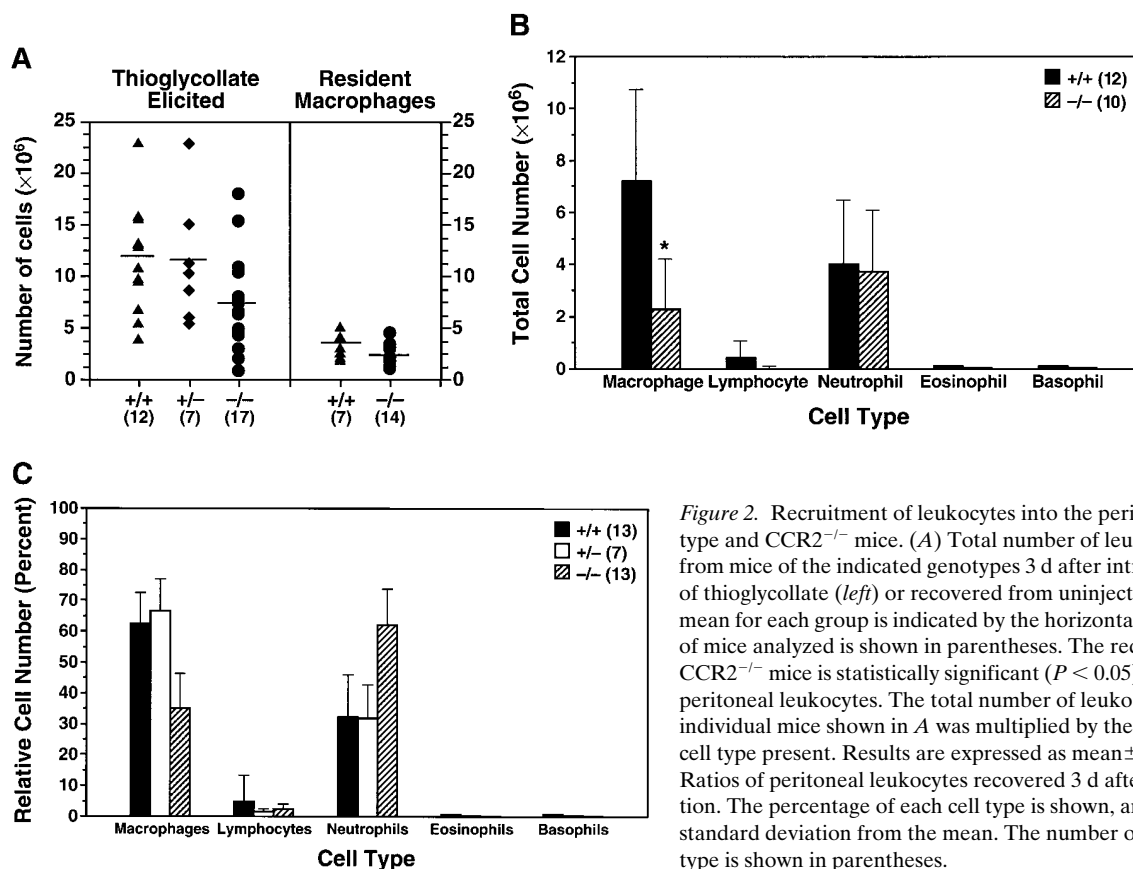 A
Thioglycollate Elicited
Resident Macrophages
Number of cells (×10⁶)
25
20
15
10
5
0
25
20
15
10
5
0
+/+ (12)
+/− (7)
−/− (17)
+/+ (7)
−/− (14)
B
Total Cell Number (×10⁶)
12
10
8
6
4
2
0
+/+ (12)
−/− (10)
*
Macrophage Lymphocyte Neutrophil Eosinophil Basophil
Cell Type
C
Relative Cell Number (Percent)
100
90
80
70
60
50
40
30
20
10
0
+/+ (13)
+/− (7)
−/− (13)
Macrophages Lymphocytes Neutrophils Eosinophils Basophils
Cell Type
Figure 2. Recruitment of leukocytes into the peri
type and CCR2−/− mice. (A) Total number of leu
from mice of the indicated genotypes 3 d after int
of thioglycollate (left) or recovered from uninject
mean for each group is indicated by the horizonta
of mice analyzed is shown in parentheses. The rec
CCR2−/− mice is statistically significant (P < 0.05)
peritoneal leukocytes. The total number of leuko
individual mice shown in A was multiplied by the
cell type present. Results are expressed as mean±
Ratios of peritoneal leukocytes recovered 3 d afte
tion. The percentage of each cell type is shown, an
standard deviation from the mean. The number o
type is shown in parentheses.